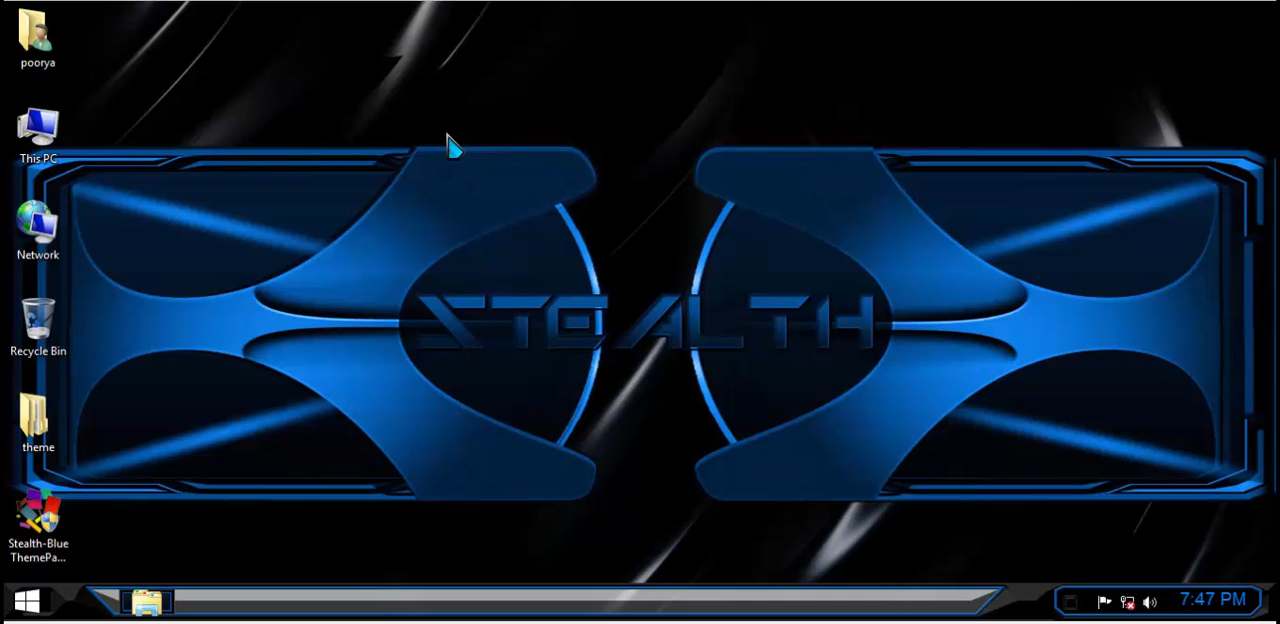 poorya
This PC
Network
Recycle Bin
theme
Stealth-Blue
ThemePa...
STEALTH
7:47 PM